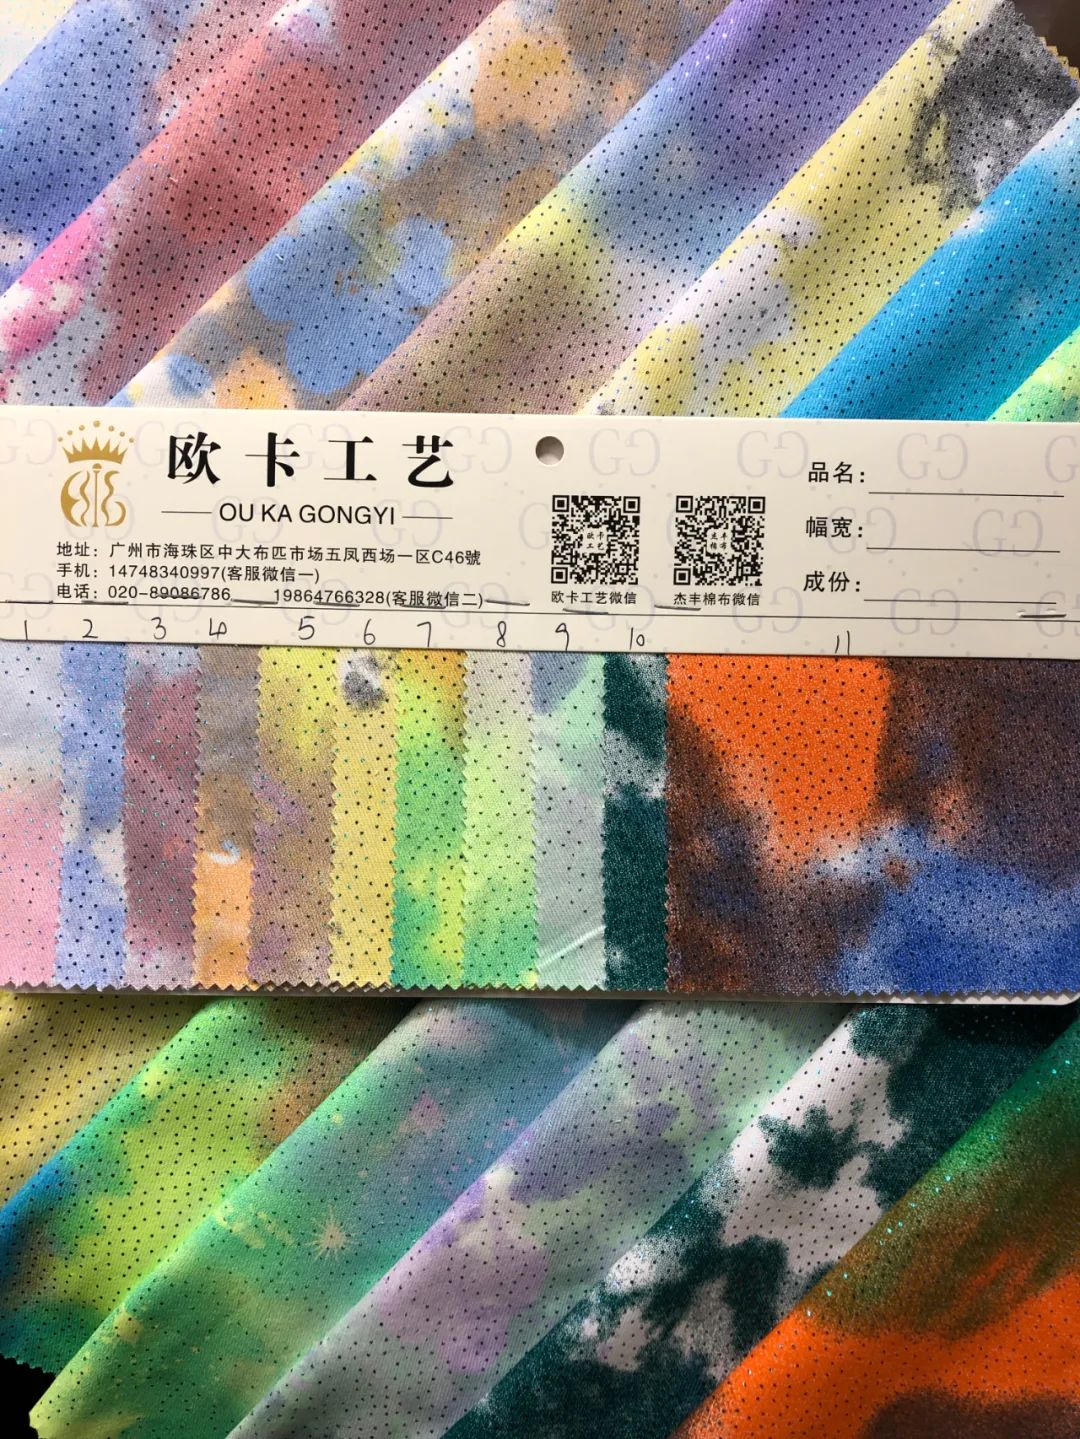 欧卡工艺
OU KA GONGYI
地址：广州市海珠区中大布匹市场五凤西场一区C46號
手机：14748340997(客服微信一)
电话：020-89086786 19864766328(客服微信二)
欧卡工艺微信
杰丰棉布微信
品名：
幅宽：
成份：
1 2 3 4 5 6 7 8 9 10 11